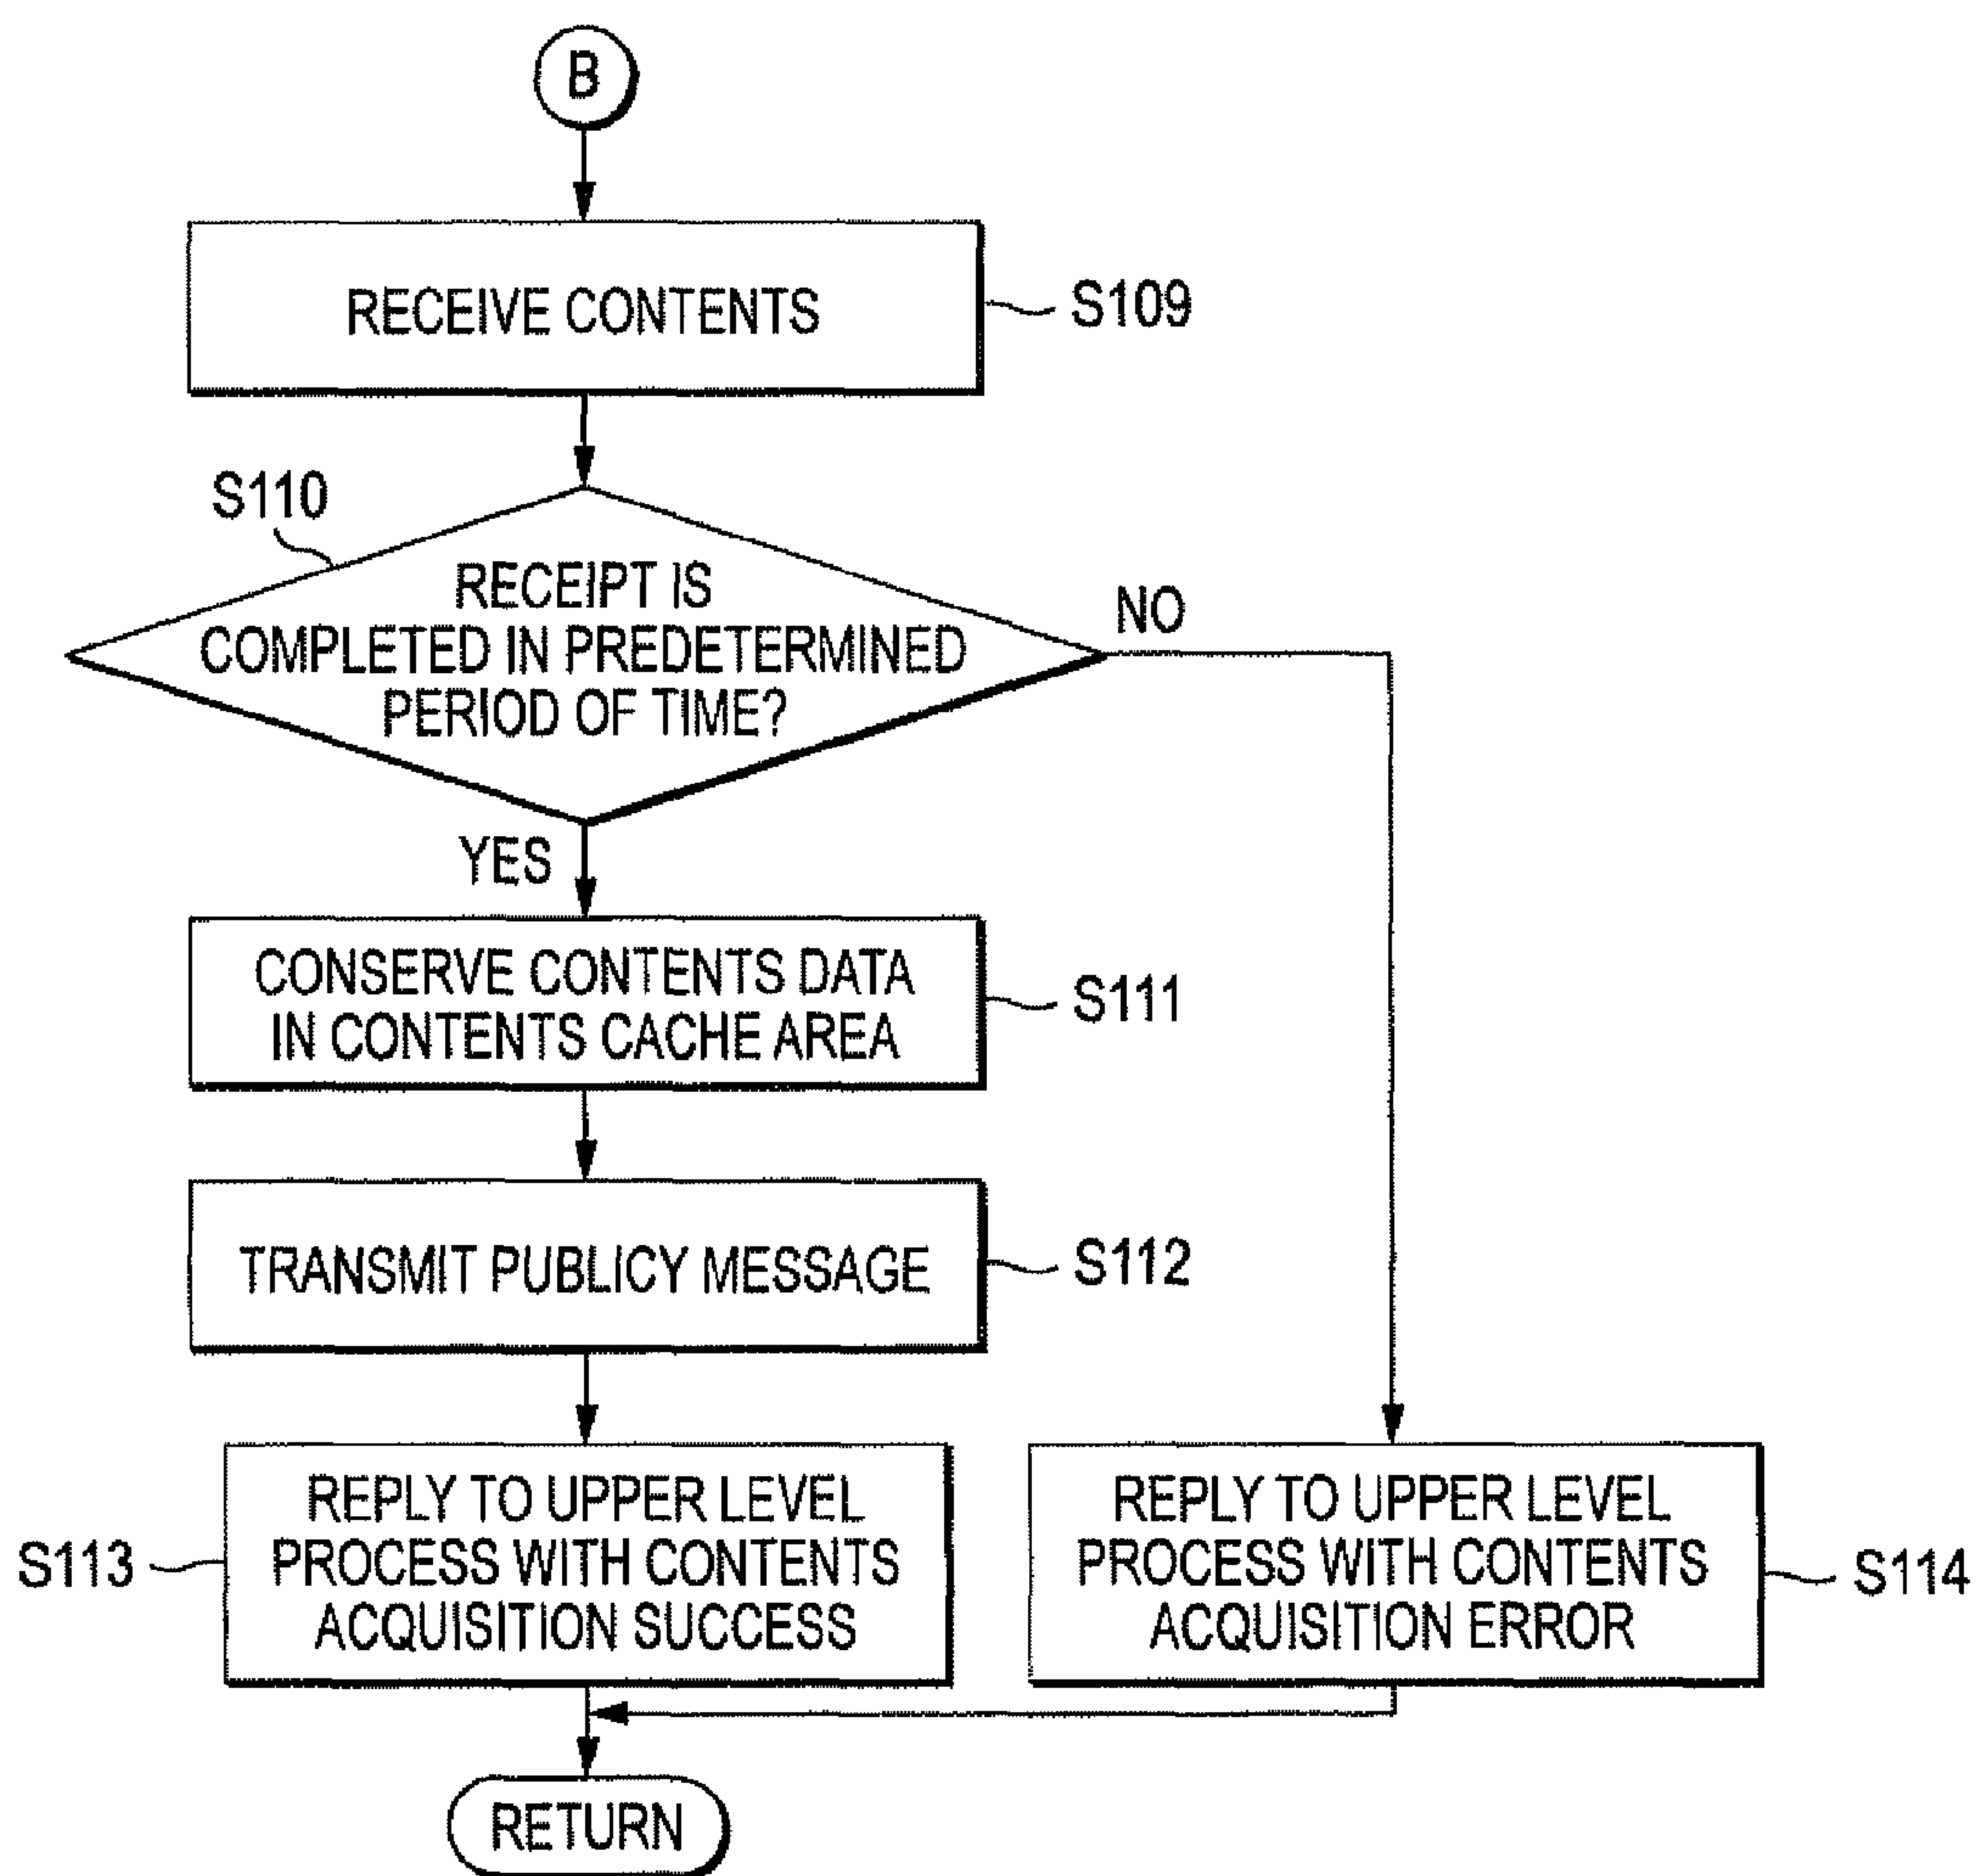 B
RECEIVE CONTENTS
S109
S110
RECEIPT IS
COMPLETED IN PREDETERMINED
PERIOD OF TIME?
NO
YES
CONSERVE CONTENTS DATA
IN CONTENTS CACHE AREA
S111
TRANSMIT PUBLICY MESSAGE
S112
S113
REPLY TO UPPER LEVEL
PROCESS WITH CONTENTS
ACQUISITION SUCCESS
REPLY TO UPPER LEVEL
PROCESS WITH CONTENTS
ACQUISITION ERROR
S114
RETURN